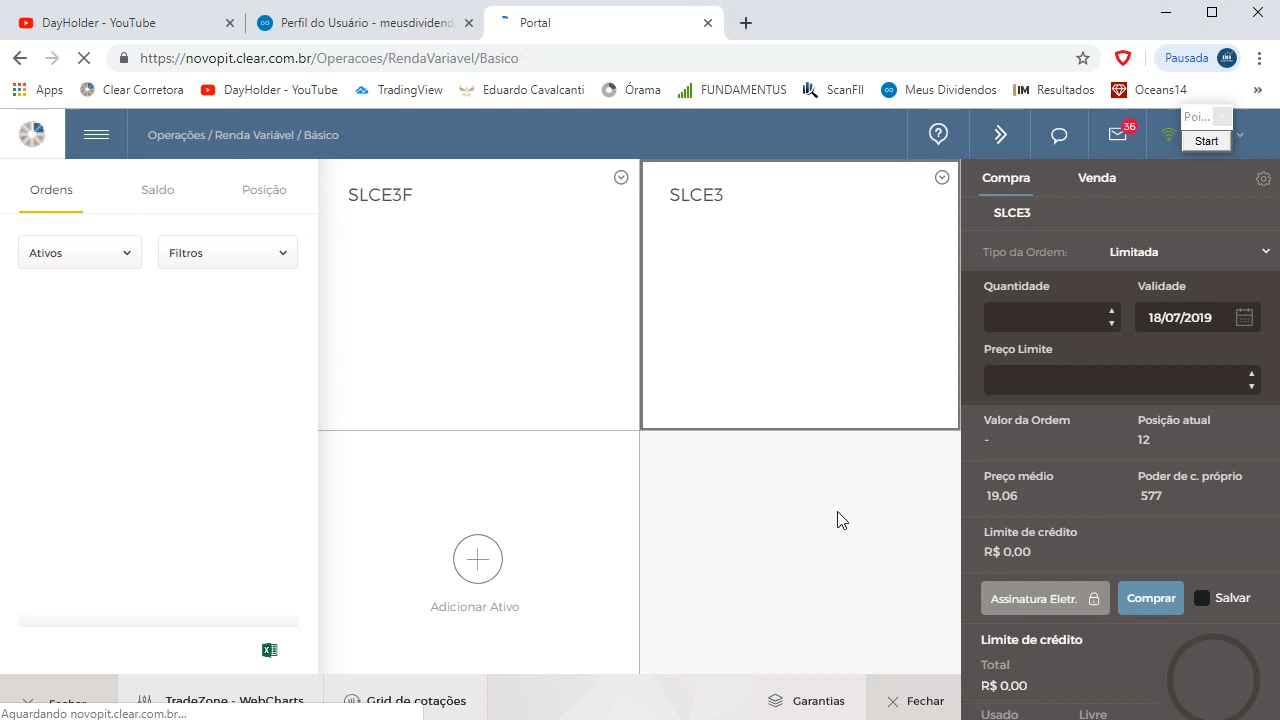 DayHolder - YouTube
Perfil do Usuário - meusdividend
Portal
https://novopit.clear.com.br/Operacoes/RendaVariavel/Basico
Pausada
Apps
Clear Corretora
DayHolder - YouTube
TradingView
Eduardo Cavalcanti
Órama
FUNDAMENTUS
ScanFII
Meus Dividendos
IM
Resultados
Oceans14
»
Operações / Renda Variável / Básico
36
Poi...
Start
Ordens
Saldo
Posição
Ativos
Filtros
SLCE3F
SLCE3
Adicionar Ativo
Compra
Venda
SLCE3
Tipo da Ordem:
Limitada
Quantidade
Validade
18/07/2019
Preço Limite
Valor da Ordem
Posição atual
-
12
Preço médio
Poder de c. próprio
19,06
577
Limite de crédito
R$ 0,00
Assinatura Eletr.
Comprar
Salvar
Limite de crédito
Total
R$ 0,00
Usado
Livre
Fechar
TradeZone - WebCharts
Grid de cotações
Garantias
Fechar
Aguardando novopit.clear.com.br...